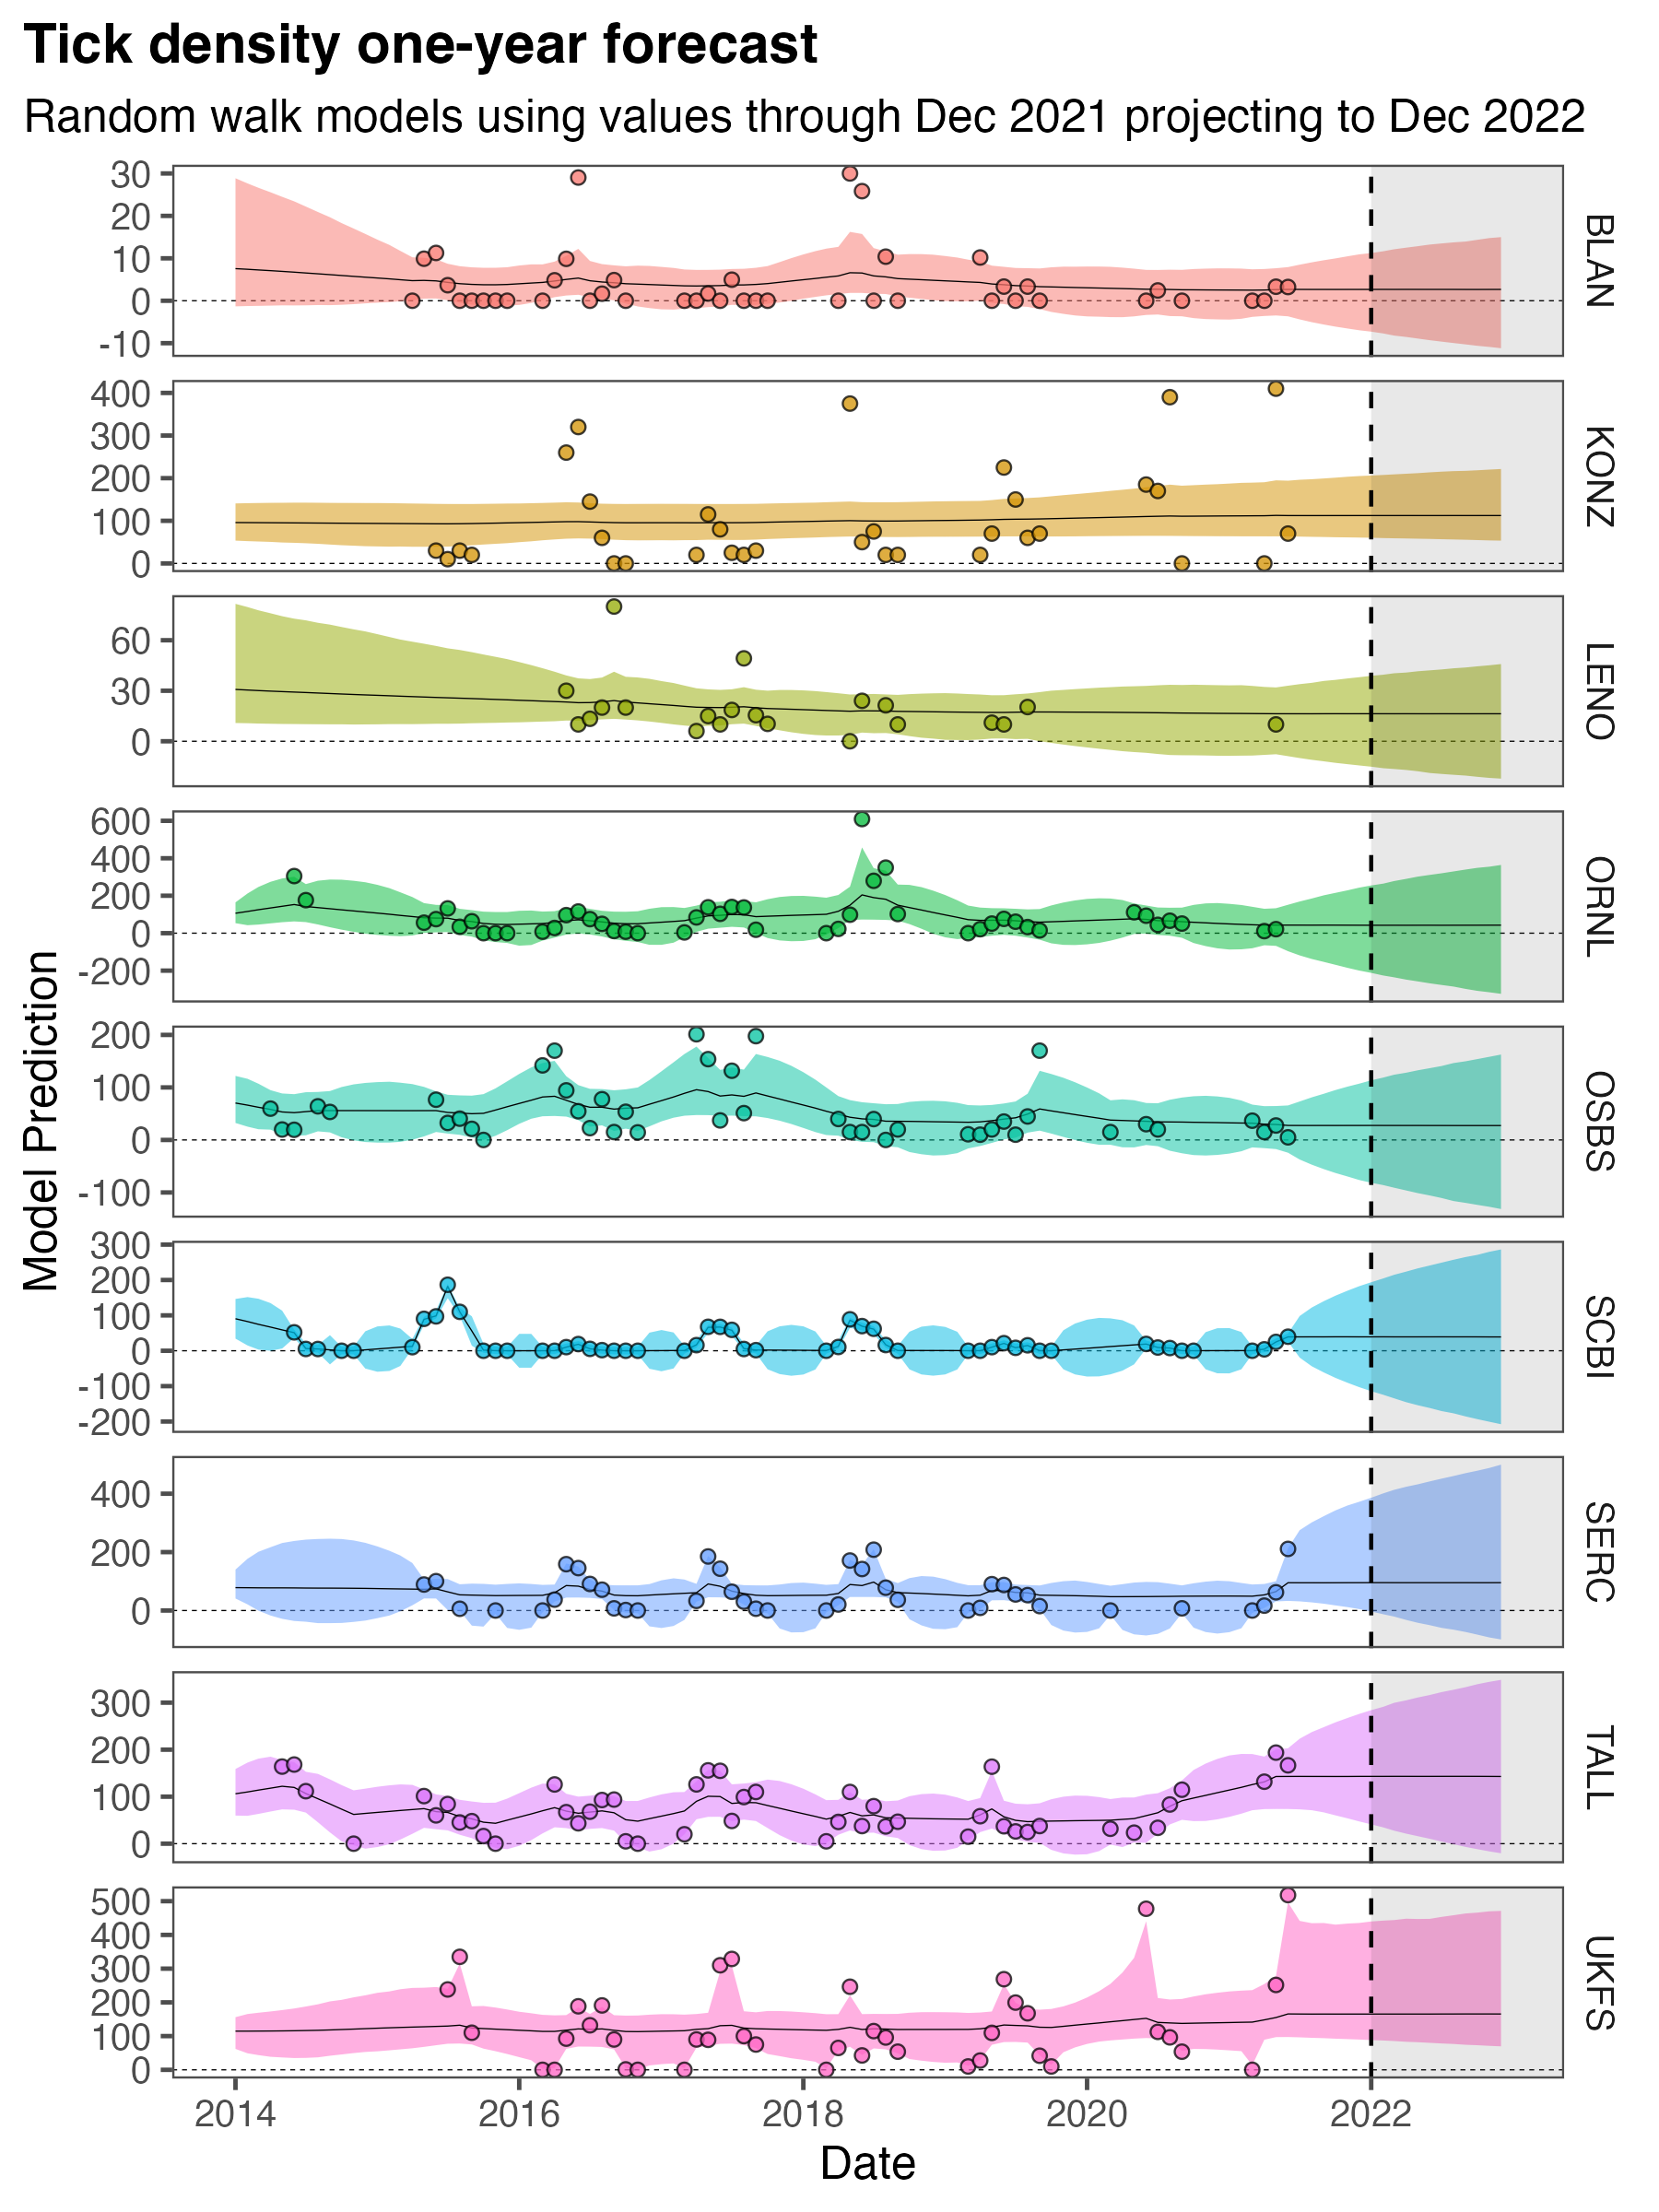 Tick density one-year forecast
Random walk models using values through Dec 2021 projecting to Dec 2022
Model Prediction
30
20
10
0
-10
BLAN
400
300
200
100
0
KONZ
60
30
0
LENO
600
400
200
0
-200
ORNL
200
100
0
-100
OSBS
300
200
100
0
-100
-200
SCBI
400
200
0
SERC
300
200
100
0
TALL
500
400
300
200
100
0
UKFS
2014 2016 2018 2020 2022
Date